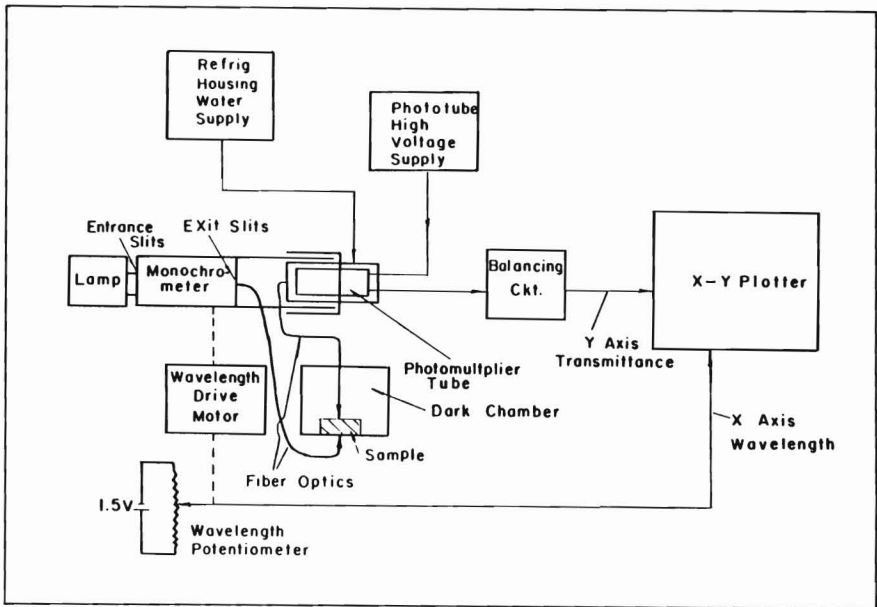 Refrig
Housing
Water
Supply
Phototube
High
Voltage
Supply
Entrance
Slits
EXit Slits
Lamp
Monochro-
meter
Balancing
Ckt.
X-Y Plotter
Y Axis
Transmittance
Photomultplier
Tube
Wavelength
Drive
Motor
Dark Chamber
X Axis
Wavelength
Sample
Fiber Optics
1.5V
Wavelength
Potentiometer